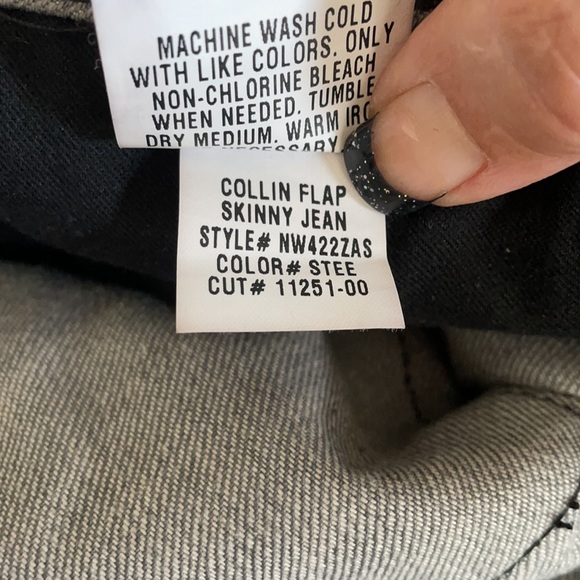 MACHINE WASH COLD
WITH LIKE COLORS. ONLY
NON-CHLORINE BLEACH
WHEN NEEDED. TUMBLE
DRY MEDIUM. WARM
COLLIN FLAP
SKINNY JEAN
STYLE# NW422ZAS
COLOR# STEE
CUT# 11251-00